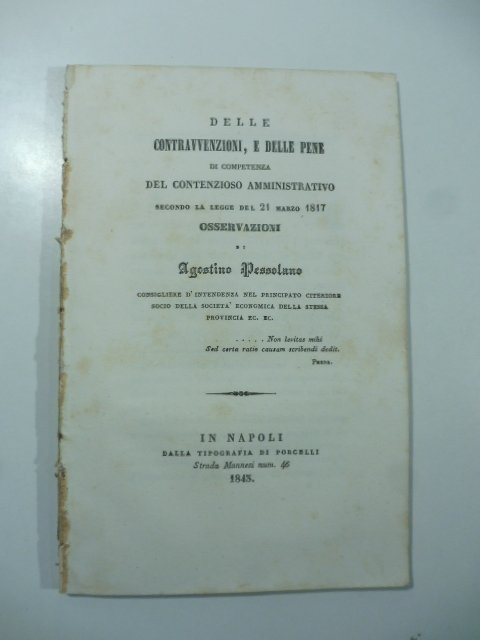 DELLE
CONTRAVVENZIONI, E DELLE PENE
DI COMPETENZA
DEL CONTENZIOSO AMMINISTRATIVO
SECONDO LA LEGGE DEL 21 MARZO 1817
OSSERVAZIONI
DI
Agostino Pessolano
CONSIGLIERE D'INTENDENZA NEL PRINCIPATO CITERIORE
SOCIO DELLA SOCIETA' ECONOMICA DELLA STESSA
PROVINCIA EC. EC.
. . . . . Non levitas mihi
Sed certa ratio causam scribendi dedit.
PHEDR.
IN NAPOLI
DALLA TIPOGRAFIA DI PORCELLI
Strada Mannesi num. 46
1843.